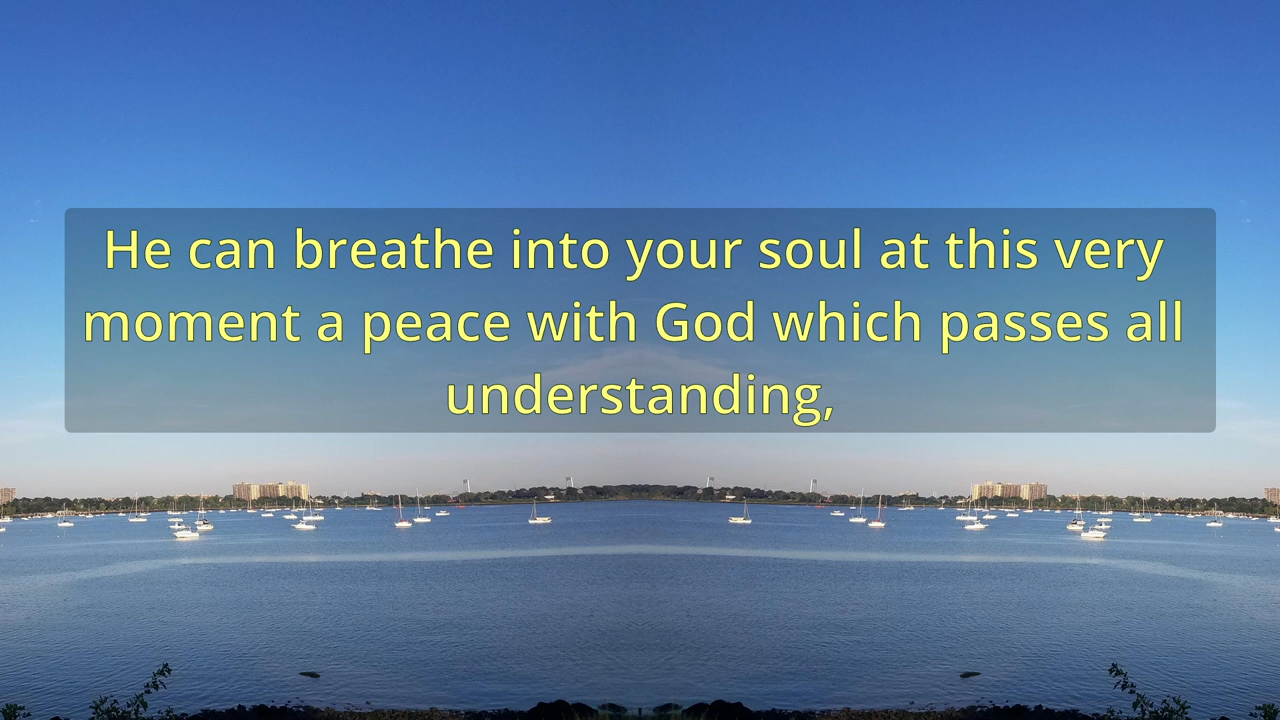 He can breathe into your soul at this very
moment a peace with God which passes all
understanding,